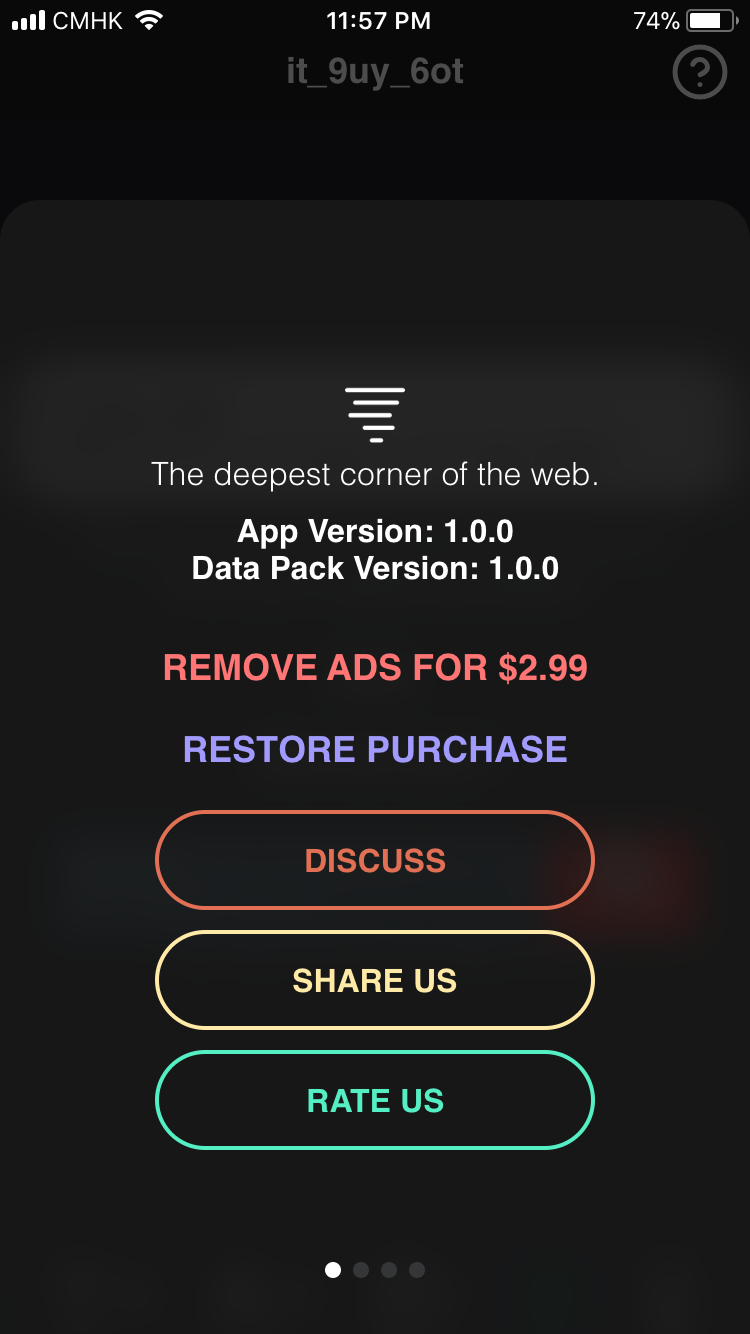 CMHK 11:57 PM 74%
it_9uy_6ot
?
The deepest corner of the web.
App Version: 1.0.0
Data Pack Version: 1.0.0
REMOVE ADS FOR $2.99
RESTORE PURCHASE
DISCUSS
SHARE US
RATE US